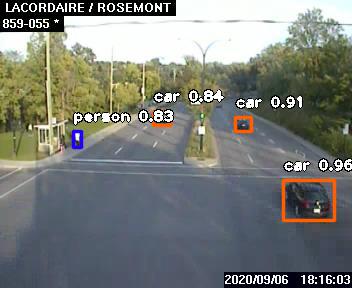 LACORDAIRE / ROSEMONT
859-055 *
car 0.84
car 0.91
person 0.83
car 0.96
2020/09/06 18:16:03